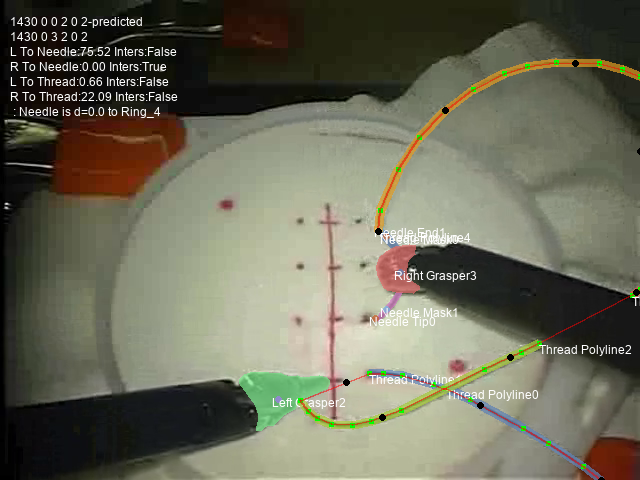 1430 0 0 2 0 2-predicted
1430 0 3 2 0 2
L To Needle:75.52 Inters:False
R To Needle:0.00 Inters:True
L To Thread:0.66 Inters:False
R To Thread:22.09 Inters:False
: Needle is d=0.0 to Ring_4
Needle End1
Right Grasper3
Needle Mask1
Needle Tip0
Thread Polyline2
Thread Polyline
Thread Polyline0
Left Grasper2